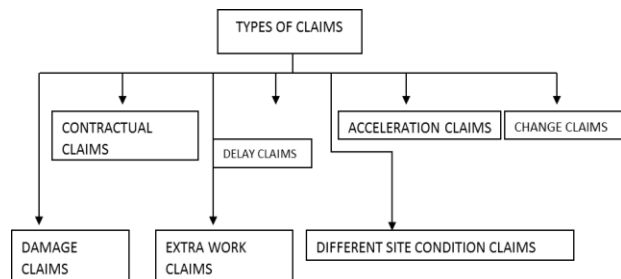 TYPES OF CLAIMS
CONTRACTUAL
CLAIMS
DELAY CLAIMS
ACCELERATION CLAIMS
CHANGE CLAIMS
DAMAGE
CLAIMS
EXTRA WORK
CLAIMS
DIFFERENT SITE CONDITION CLAIMS